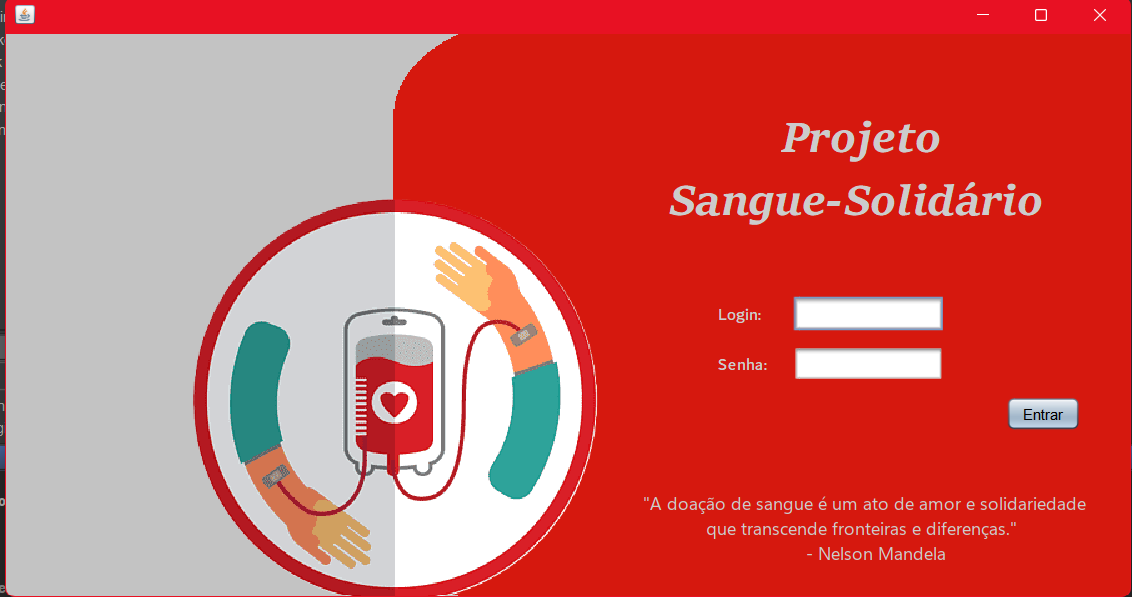 Projeto
Sangue-Solidário
Login:
Senha:
Entrar
"A doação de sangue é um ato de amor e solidariedade
que transcende fronteiras e diferenças."
- Nelson Mandela